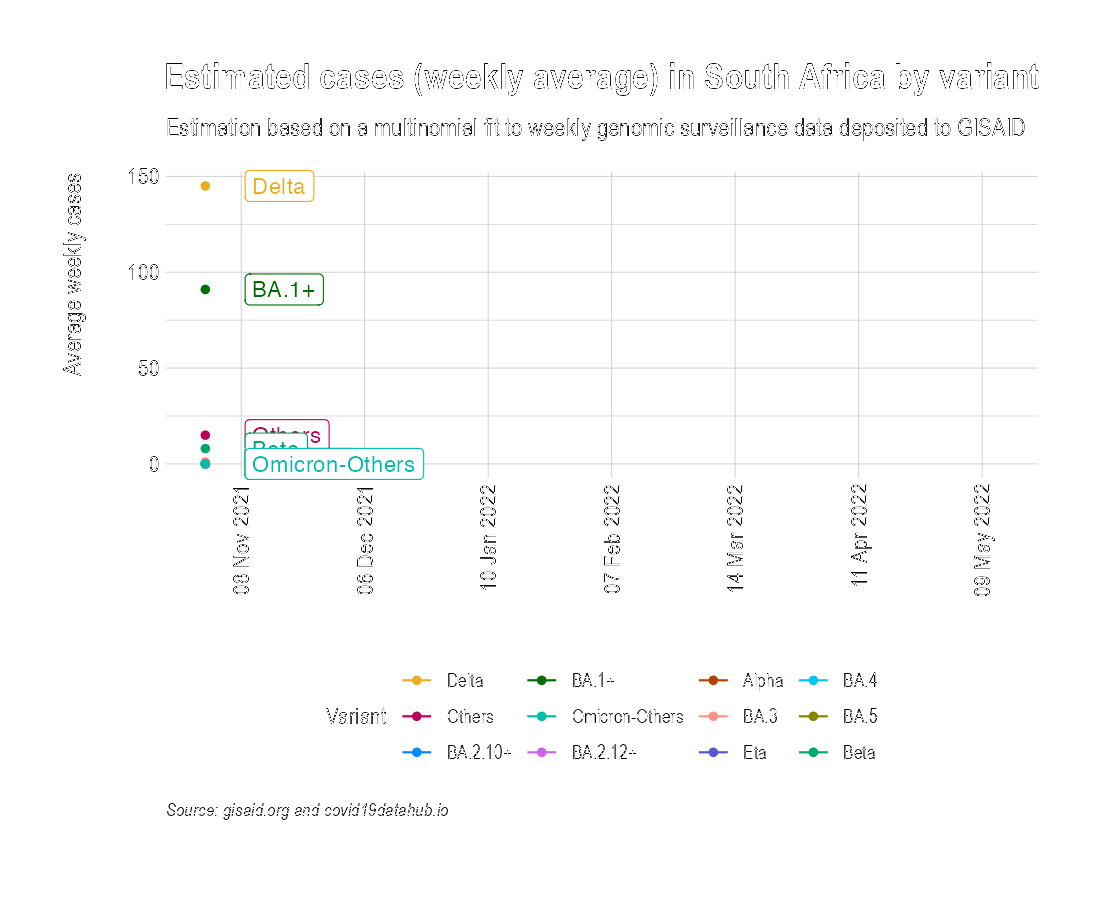 Estimated cases (weekly average) in South Africa by variant
Estimation based on a multinomial fit to weekly genomic surveillance data deposited to GISAID
Average weekly cases
150
100
50
0
Delta
BA.1+
Others
Beta
Omicron-Others
08 Nov 2021
06 Dec 2021
10 Jan 2022
07 Feb 2022
14 Mar 2022
11 Apr 2022
09 May 2022
Variant
Delta BA.1+ Alpha BA.4
Others Omicron-Others BA.3 BA.5
BA.2.10+ BA.2.12+ Eta Beta
Source: gisaid.org and covid19datahub.io